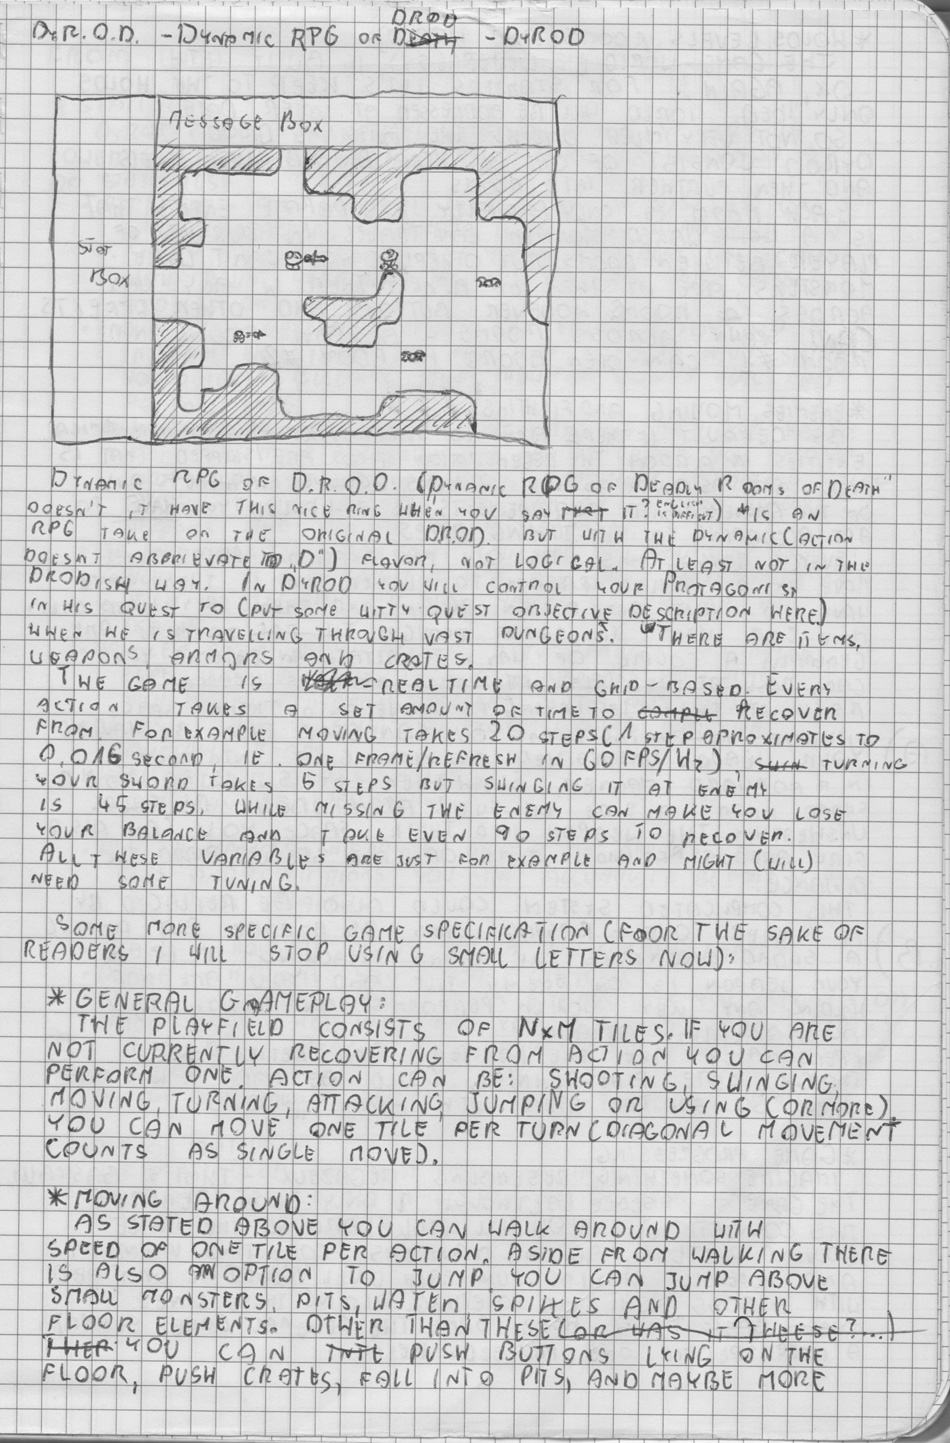 DROD
DYR.O.D. - DYNAMIC RPG OF DEATH - DYROD
MESSAGE BOX
STAT
BOX
DYNAMIC RPG OF D.R.O.D. (DYNAMIC RPG OF DEADLY ROOMS OF DEATH"
DOESN'T HAVE THIS NICE RING WHEN YOU SAY THAT IT? ENGLISH IS DIFFICULT) IS AN
RPG TAKE ON THE ORIGINAL DROD. BUT WITH THE DYNAMIC (ACTION
DOESNT ABBRIEVATE TO „D") FLAVOR, NOT LOGICAL. AT LEAST NOT IN THE
DRODISH WAY. IN DYROD YOU WILL CONTROL YOUR PROTAGONIST
IN HIS QUEST TO (PUT SOME WITTY QUEST OBJECTIVE DESCRIPTION HERE)
WHEN HE IS TRAVELLING THROUGH VAST DUNGEONS. THERE ARE ITEMS,
WEAPONS, ARMORS AND CRATES.
THE GAME IS REALTIME AND GRID-BASED. EVERY
ACTION TAKES A SET AMOUNT OF TIME TO RECOVER
FROM. FOR EXAMPLE MOVING TAKES 20 STEPS (1 STEP APROXIMATES TO
0,016 SECOND, IE. ONE FRAME/REFRESH IN 60 FPS/Hz), TURNING
YOUR SWORD TAKES 5 STEPS BUT SWINGING IT AT ENEMY
IS 45 STEPS, WHILE MISSING THE ENEMY CAN MAKE YOU LOSE
YOUR BALANCE AND TAKE EVEN 90 STEPS TO RECOVER.
ALL THESE VARIABLES ARE JUST FOR EXAMPLE AND MIGHT (WILL)
NEED SOME TUNING.
SOME MORE SPECIFIC GAME SPECIFICATION (FOOR THE SAKE OF
READERS I WILL STOP USING SMALL LETTERS NOW):
* GENERAL GAMEPLAY:
THE PLAYFIELD CONSISTS OF N×M TILES. IF YOU ARE
NOT CURRENTLY RECOVERING FROM ACTION YOU CAN
PERFORM ONE. ACTION CAN BE: SHOOTING, SWINGING,
MOVING, TURNING, ATTACKING, JUMPING OR USING (OR MORE).
YOU CAN MOVE ONE TILE PER TURN (DIAGONAL MOVEMENT
COUNTS AS SINGLE MOVE).
* MOVING AROUND:
AS STATED ABOVE YOU CAN WALK AROUND WITH
SPEED OF ONE TILE PER ACTION. ASIDE FROM WALKING THERE
IS ALSO AN OPTION TO JUMP. YOU CAN JUMP ABOVE
SMALL MONSTERS, PITS, WATER, SPIKES AND OTHER
FLOOR ELEMENTS. OTHER THAN THESE (OR WAS IT THEESE?...)
YOU CAN PUSH BUTTONS LYING ON THE
FLOOR, PUSH CRATES, FALL INTO PITS, AND MAYBE MORE